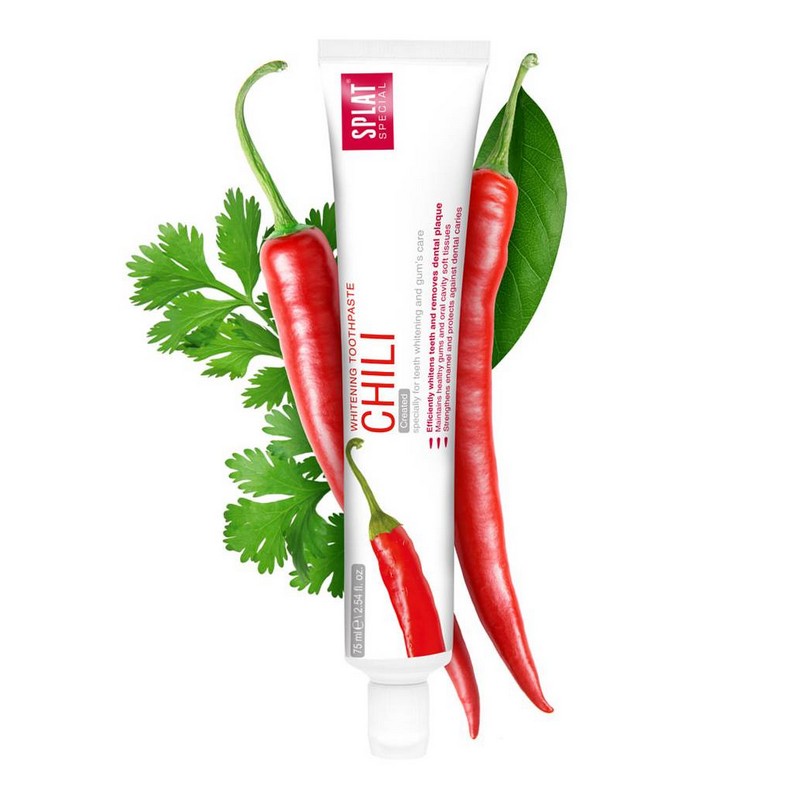 SPLAT®
SPECIAL
WHITENING TOOTHPASTE
CHILI
Created
specially for teeth whitening and gum's care
Efficiently whitens teeth and removes dental plaque
Maintains healthy gums and oral cavity soft tissues
Strengthens enamel and protects against dental caries
75 ml ℮ \ 2.54 fl. oz.